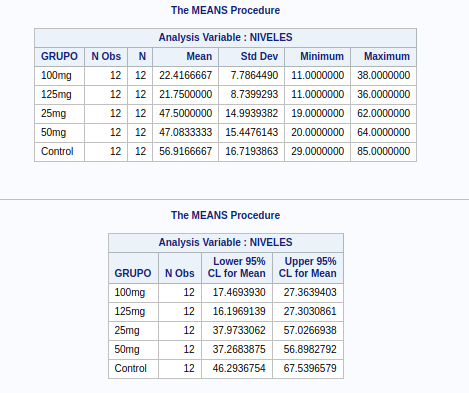 The MEANS Procedure
Analysis Variable : NIVELES
GRUPO N Obs N Mean Std Dev Minimum Maximum
100mg 12 12 22.4166667 7.7864490 11.0000000 38.0000000
125mg 12 12 21.7500000 8.7399293 11.0000000 36.0000000
25mg 12 12 47.5000000 14.9939382 19.0000000 62.0000000
50mg 12 12 47.0833333 15.4476143 20.0000000 64.0000000
Control 12 12 56.9166667 16.7193863 29.0000000 85.0000000
The MEANS Procedure
Analysis Variable : NIVELES
Lower 95% Upper 95%
GRUPO N Obs CL for Mean CL for Mean
100mg 12 17.4693930 27.3639403
125mg 12 16.1969139 27.3030861
25mg 12 37.9733062 57.0266938
50mg 12 37.2683875 56.8982792
Control 12 46.2936754 67.5396579